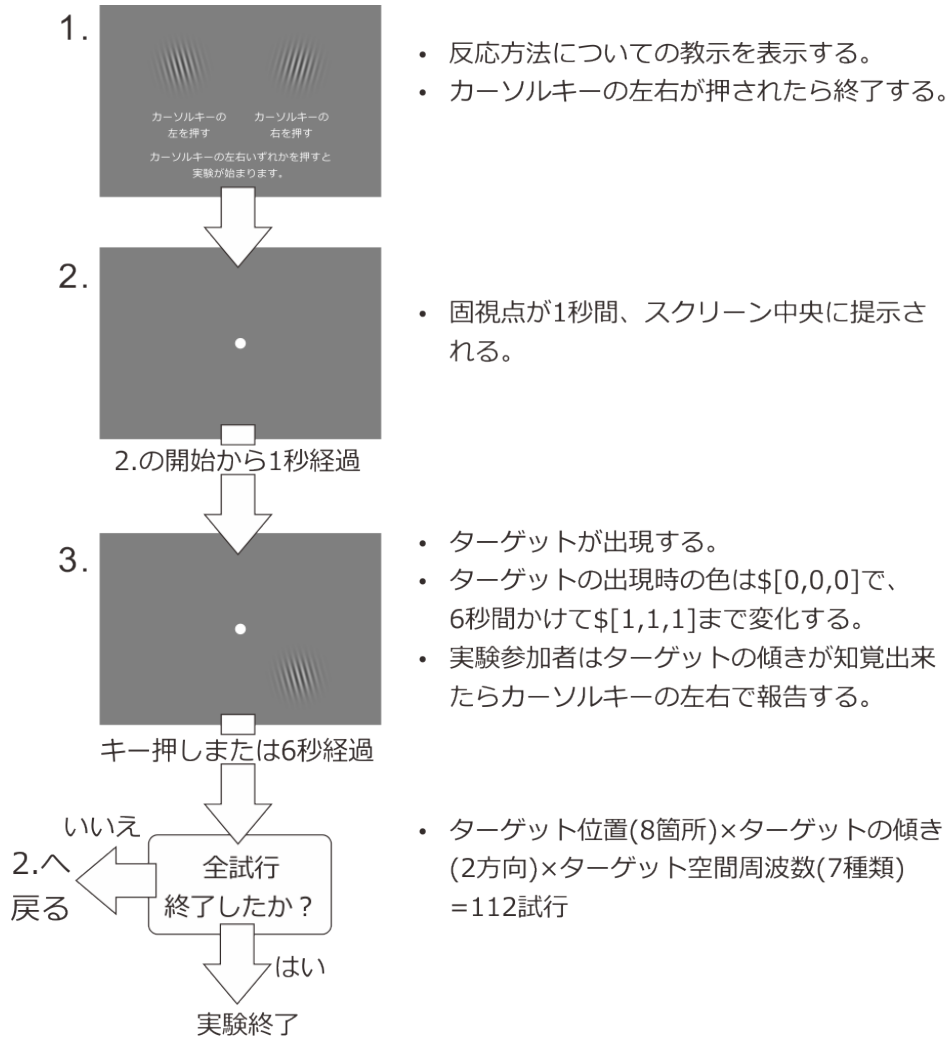 1.
カーソルキーの
左を押す
カーソルキーの
右を押す
カーソルキーの左右いずれかを押すと
実験が始まります。
• 反応方法についての教示を表示する。
• カーソルキーの左右が押されたら終了する。
2.
• 固視点が1秒間、スクリーン中央に提示さ
れる。
2.の開始から1秒経過
3.
• ターゲットが出現する。
• ターゲットの出現時の色は$[0,0,0]で、
6秒間かけて$[1,1,1]まで変化する。
• 実験参加者はターゲットの傾きが知覚出来
たらカーソルキーの左右で報告する。
キー押しまたは6秒経過
いいえ
2.へ
戻る
全試行
終了したか？
• ターゲット位置(8箇所)×ターゲットの傾き
(2方向)×ターゲット空間周波数(7種類)
=112試行
はい
実験終了